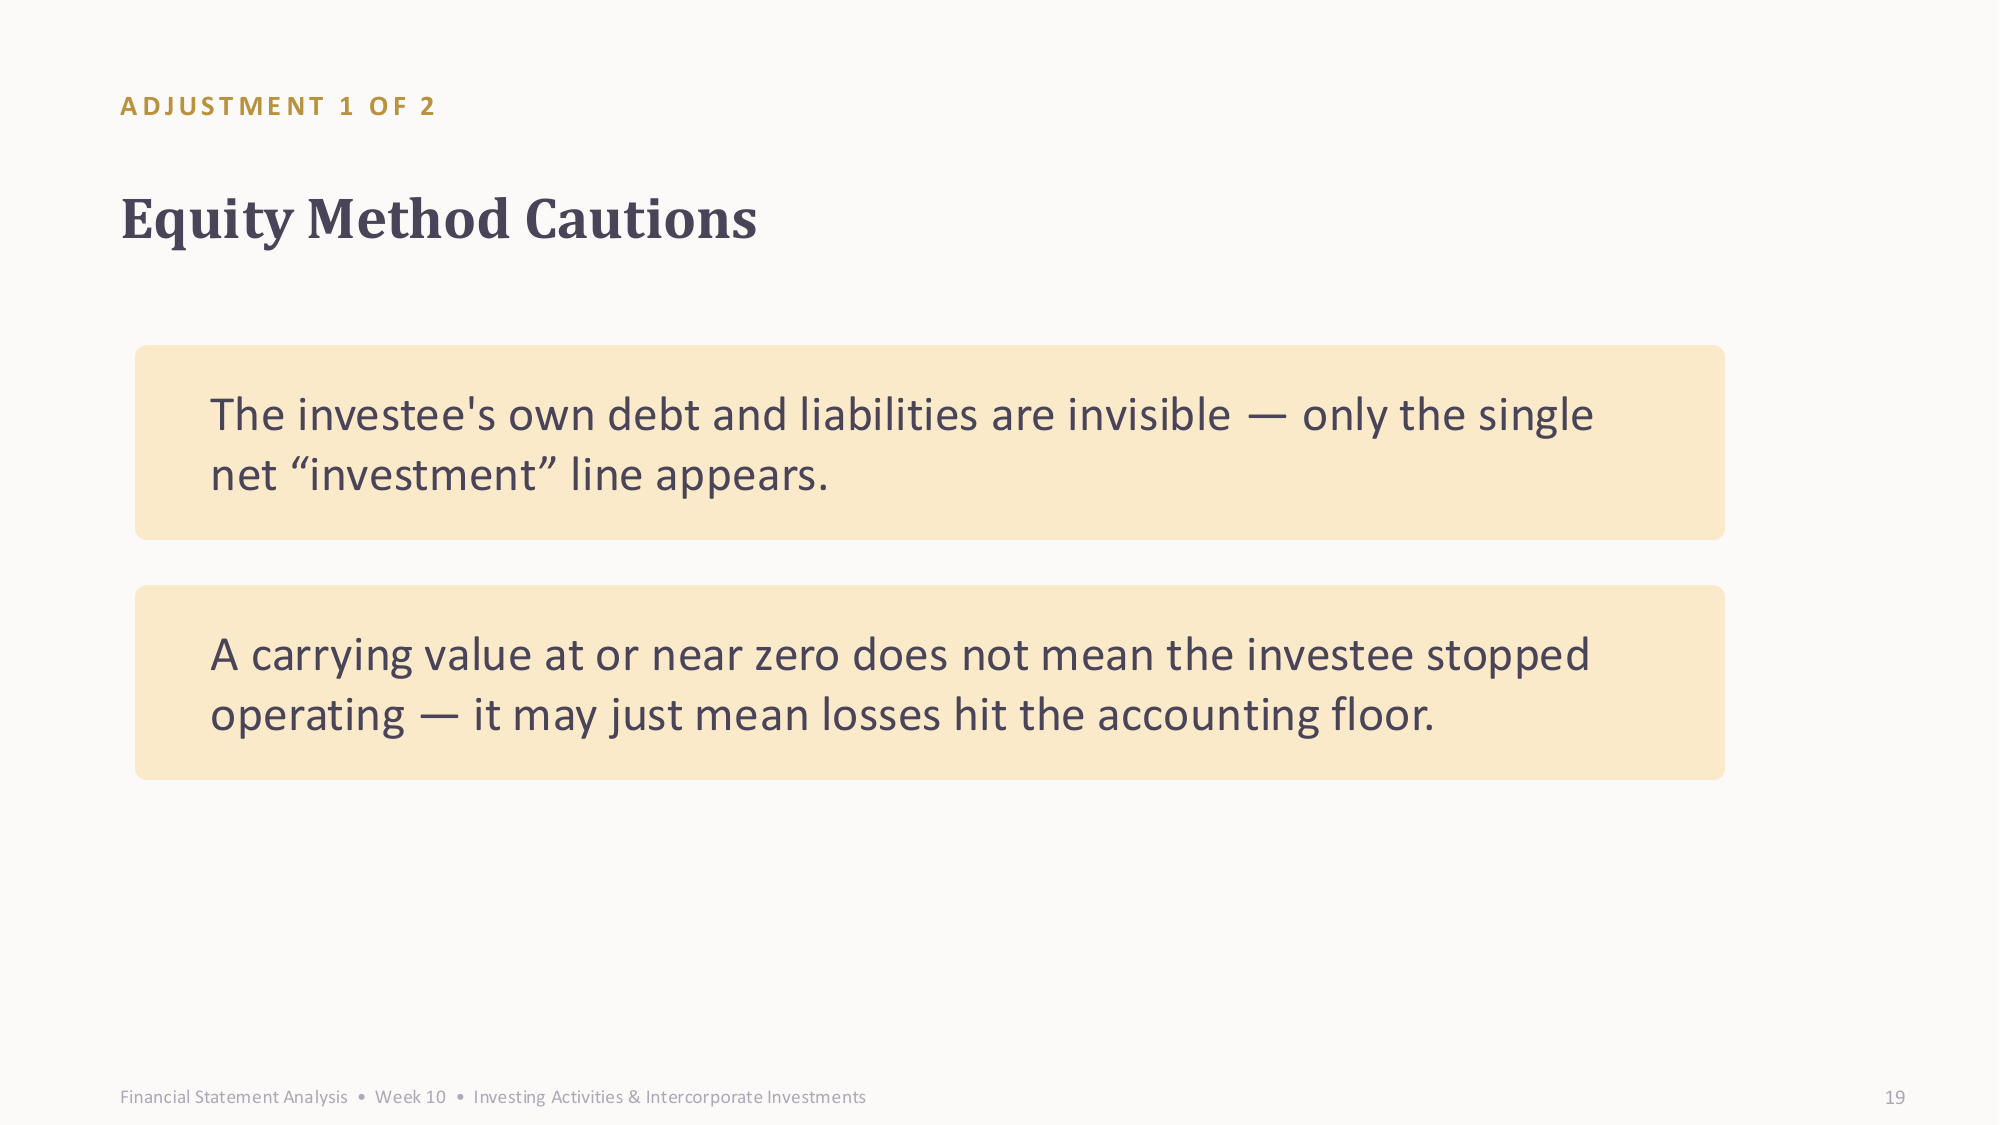 ADJUSTMENT 1 OF 2
Equity Method Cautions
The investee's own debt and liabilities are invisible — only the single
net “investment” line appears.
A carrying value at or near zero does not mean the investee stopped
operating — it may just mean losses hit the accounting floor.
Financial Statement Analysis • Week 10 • Investing Activities & Intercorporate Investments
19